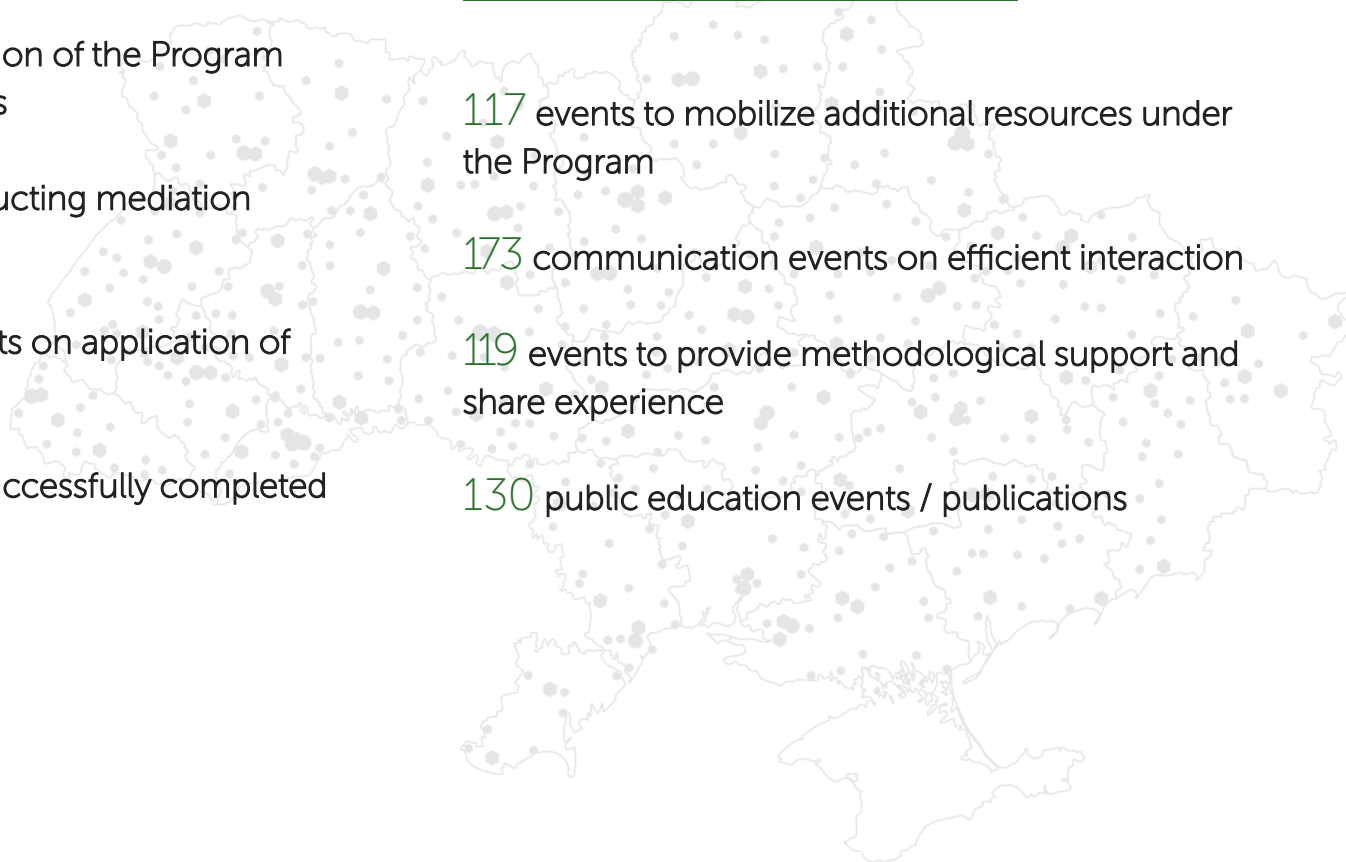 on of the Program
s
ucting mediation
ts on application of
ccessfully completed
117 events to mobilize additional resources under
the Program
173 communication events on efficient interaction
119 events to provide methodological support and
share experience
130 public education events / publications